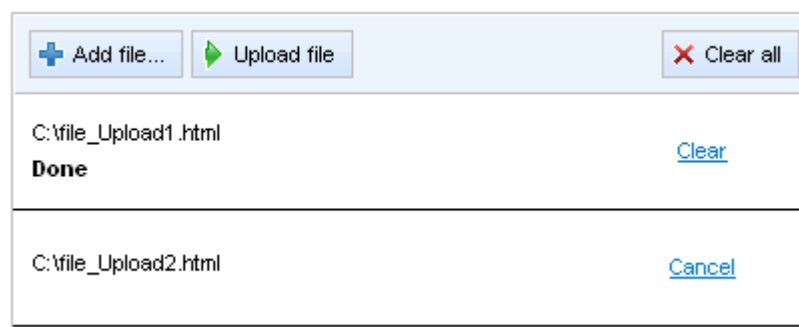 Add file... Upload file Clear all
C:\file_Upload1.html
Clear
Done
C:\file_Upload2.html Cancel